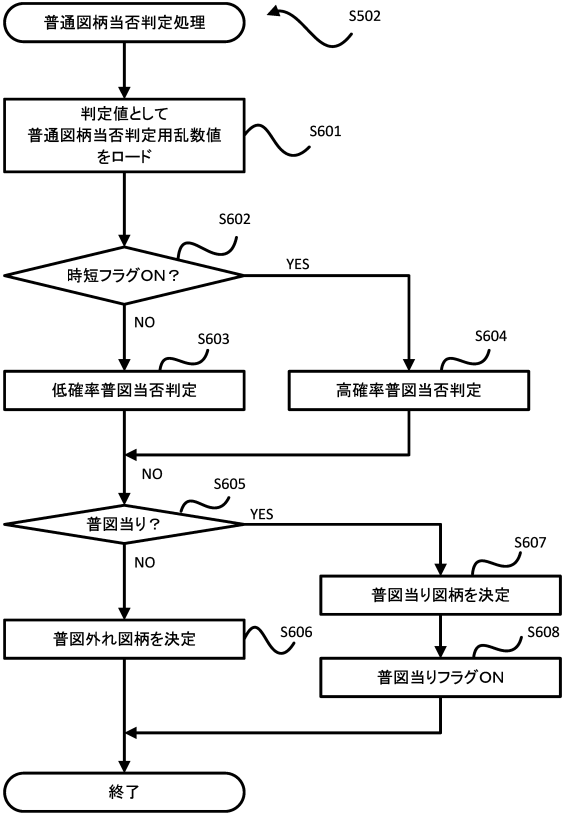 普通図柄当否判定処理
S502
判定値として
普通図柄当否判定用乱数値
をロード
S601
S602
時短フラグON？
YES
NO
S603
S604
低確率普図当否判定
高確率普図当否判定
NO
S605
普図当り？
YES
NO
S607
普図当り図柄を決定
普図外れ図柄を決定
S606
S608
普図当りフラグON
終了